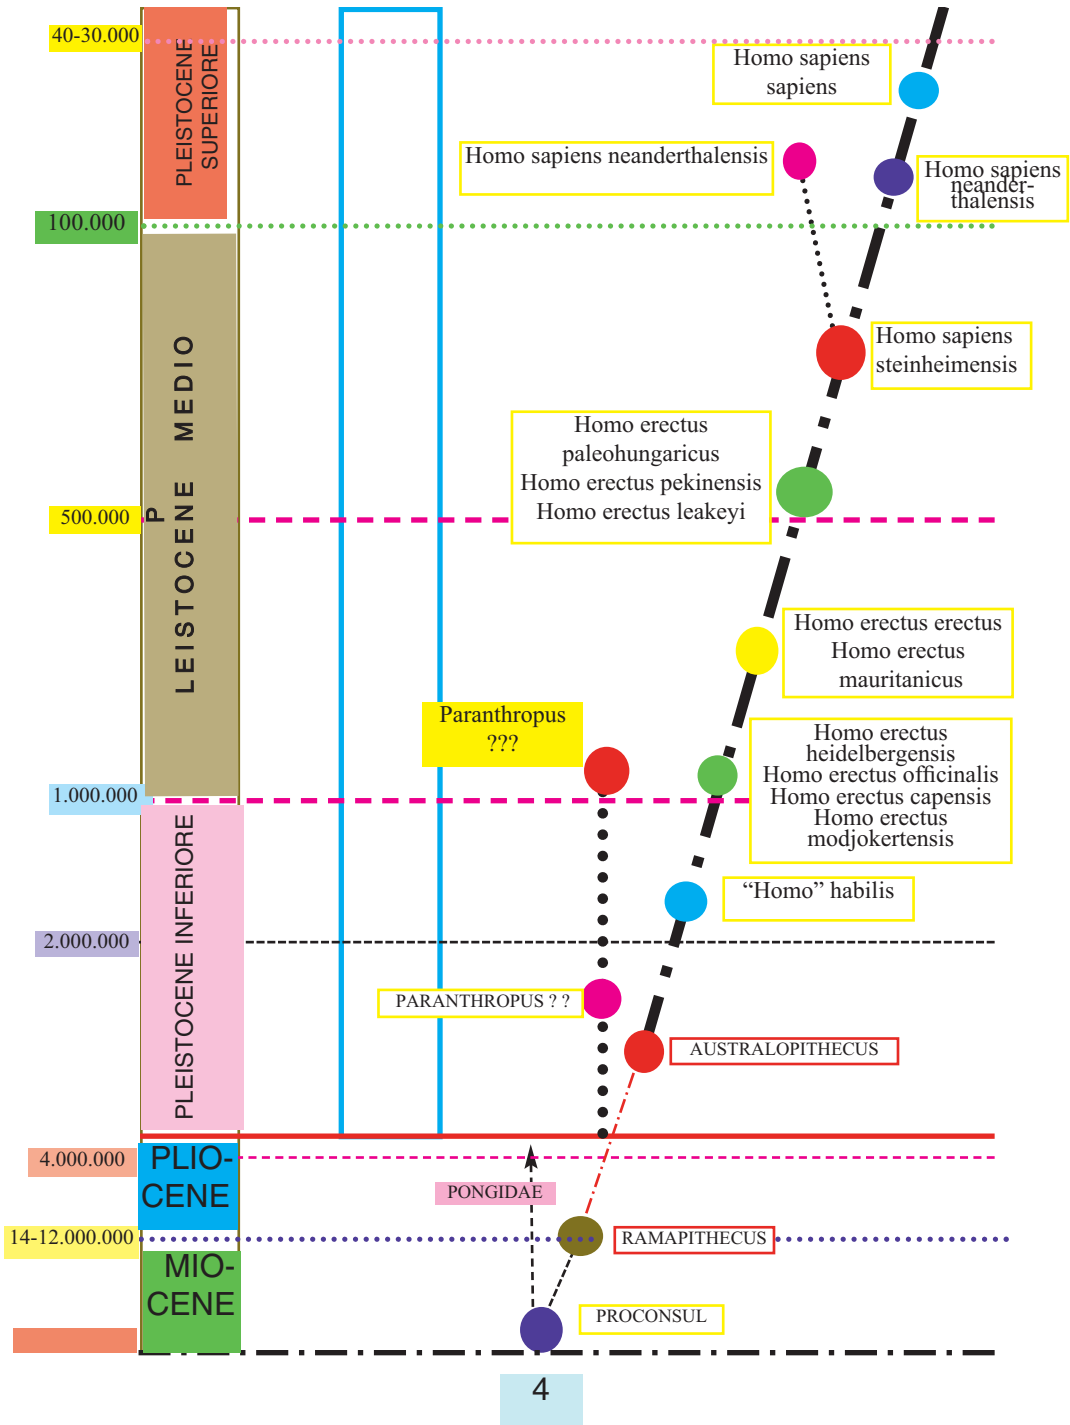 40-30.000
PLEISTOCENE
SUPERIORE
Homo sapiens
sapiens
Homo sapiens neanderthalensis
Homo sapiens
neander-
thalensis
100.000
Homo sapiens
steinheimensis
P
LEISTOCENE MEDIO
Homo erectus
paleohungaricus
Homo erectus pekinensis
Homo erectus leakeyi
500.000
Homo erectus erectus
Homo erectus
mauritanicus
Paranthropus
???
Homo erectus
heidelbergensis
Homo erectus officinalis
Homo erectus capensis
Homo erectus
modjokertensis
1.000.000
PLEISTOCENE INFERIORE
“Homo” habilis
2.000.000
PARANTHROPUS ? ?
AUSTRALOPITHECUS
4.000.000
PLIO-
CENE
PONGIDAE
14-12.000.000
RAMAPITHECUS
MIO-
CENE
PROCONSUL
4